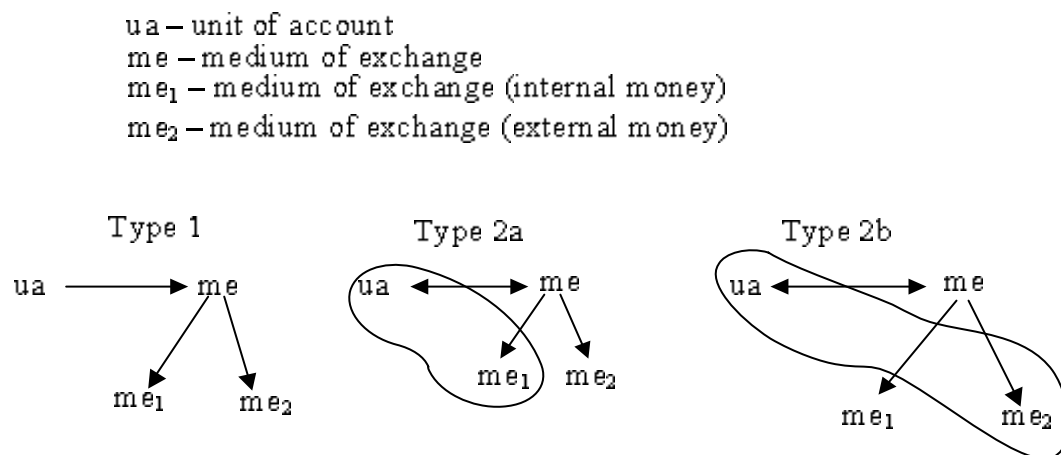 ua – unit of account
me – medium of exchange
me₁ – medium of exchange (internal money)
me₂ – medium of exchange (external money)
Type 1 Type 2a Type 2b
ua me ua me ua me
me₁ me₂ me₁ me₂ me₁ me₂